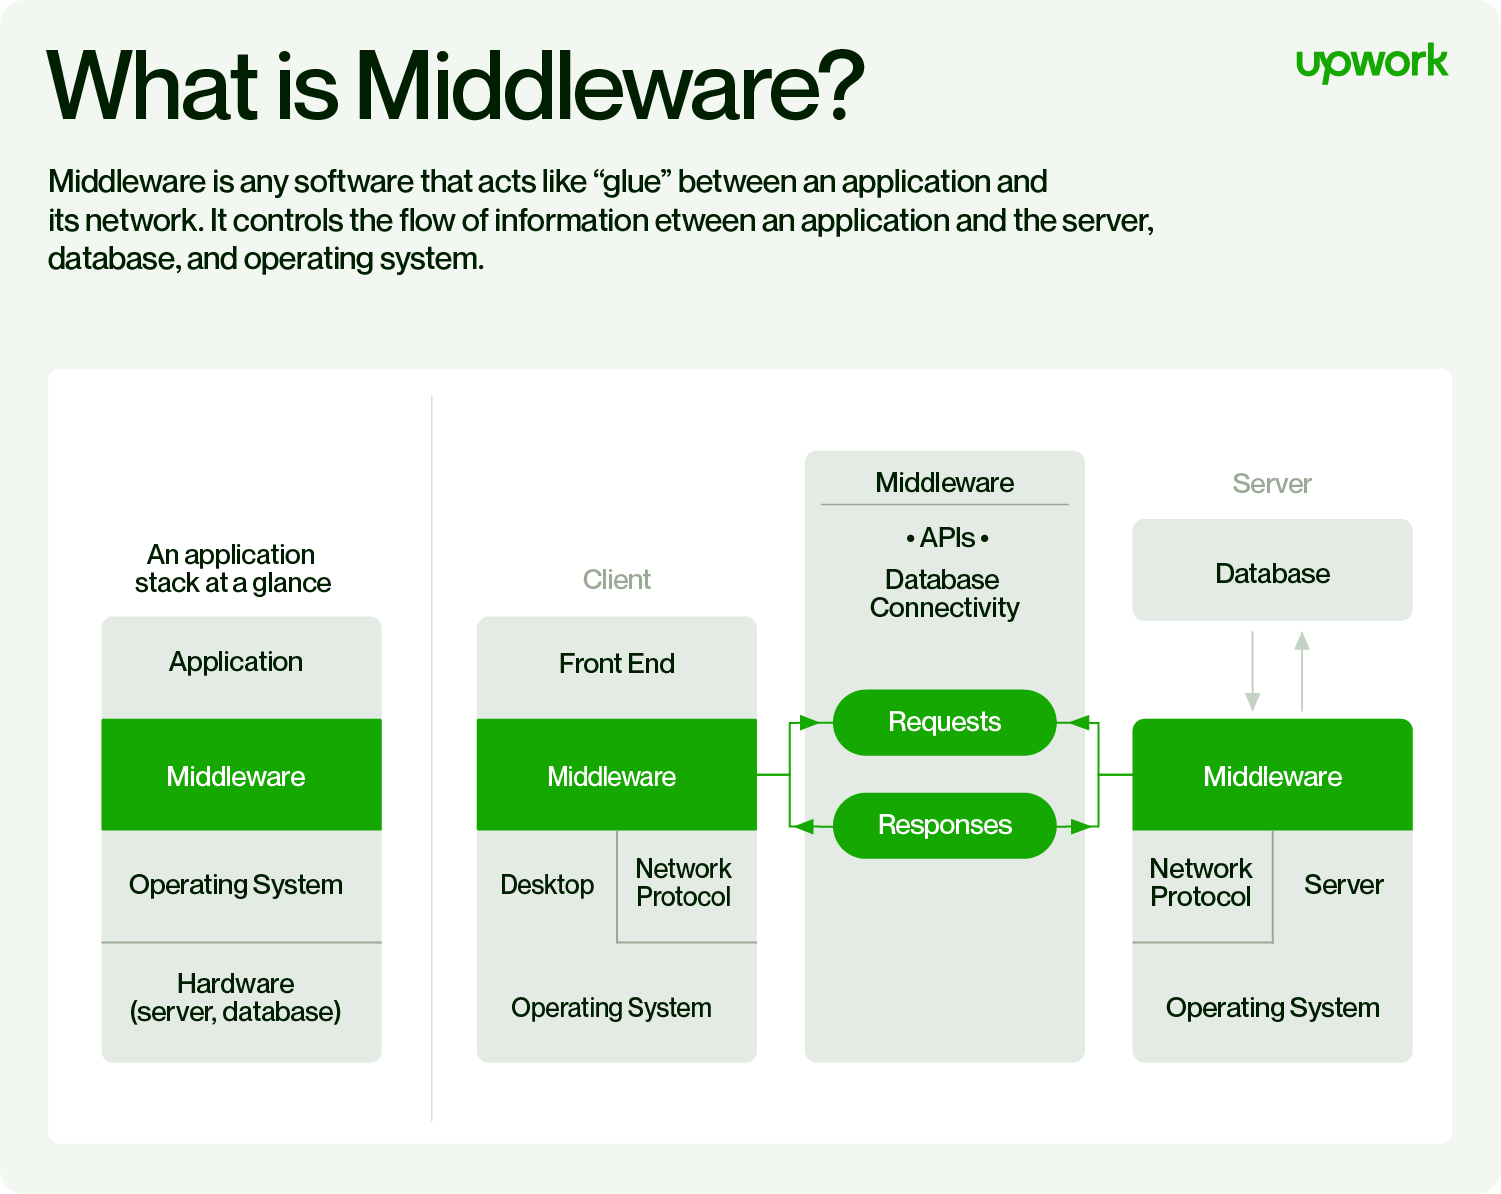 What is Middleware?
upwork
Middleware is any software that acts like “glue” between an application and
its network. It controls the flow of information etween an application and the server,
database, and operating system.
An application
stack at a glance
Application
Middleware
Operating System
Hardware
(server, database)
Client
Front End
Middleware
Desktop
Network
Protocol
Operating System
Middleware
• APIs •
Database
Connectivity
Requests
Responses
Server
Database
Middleware
Network
Protocol
Server
Operating System